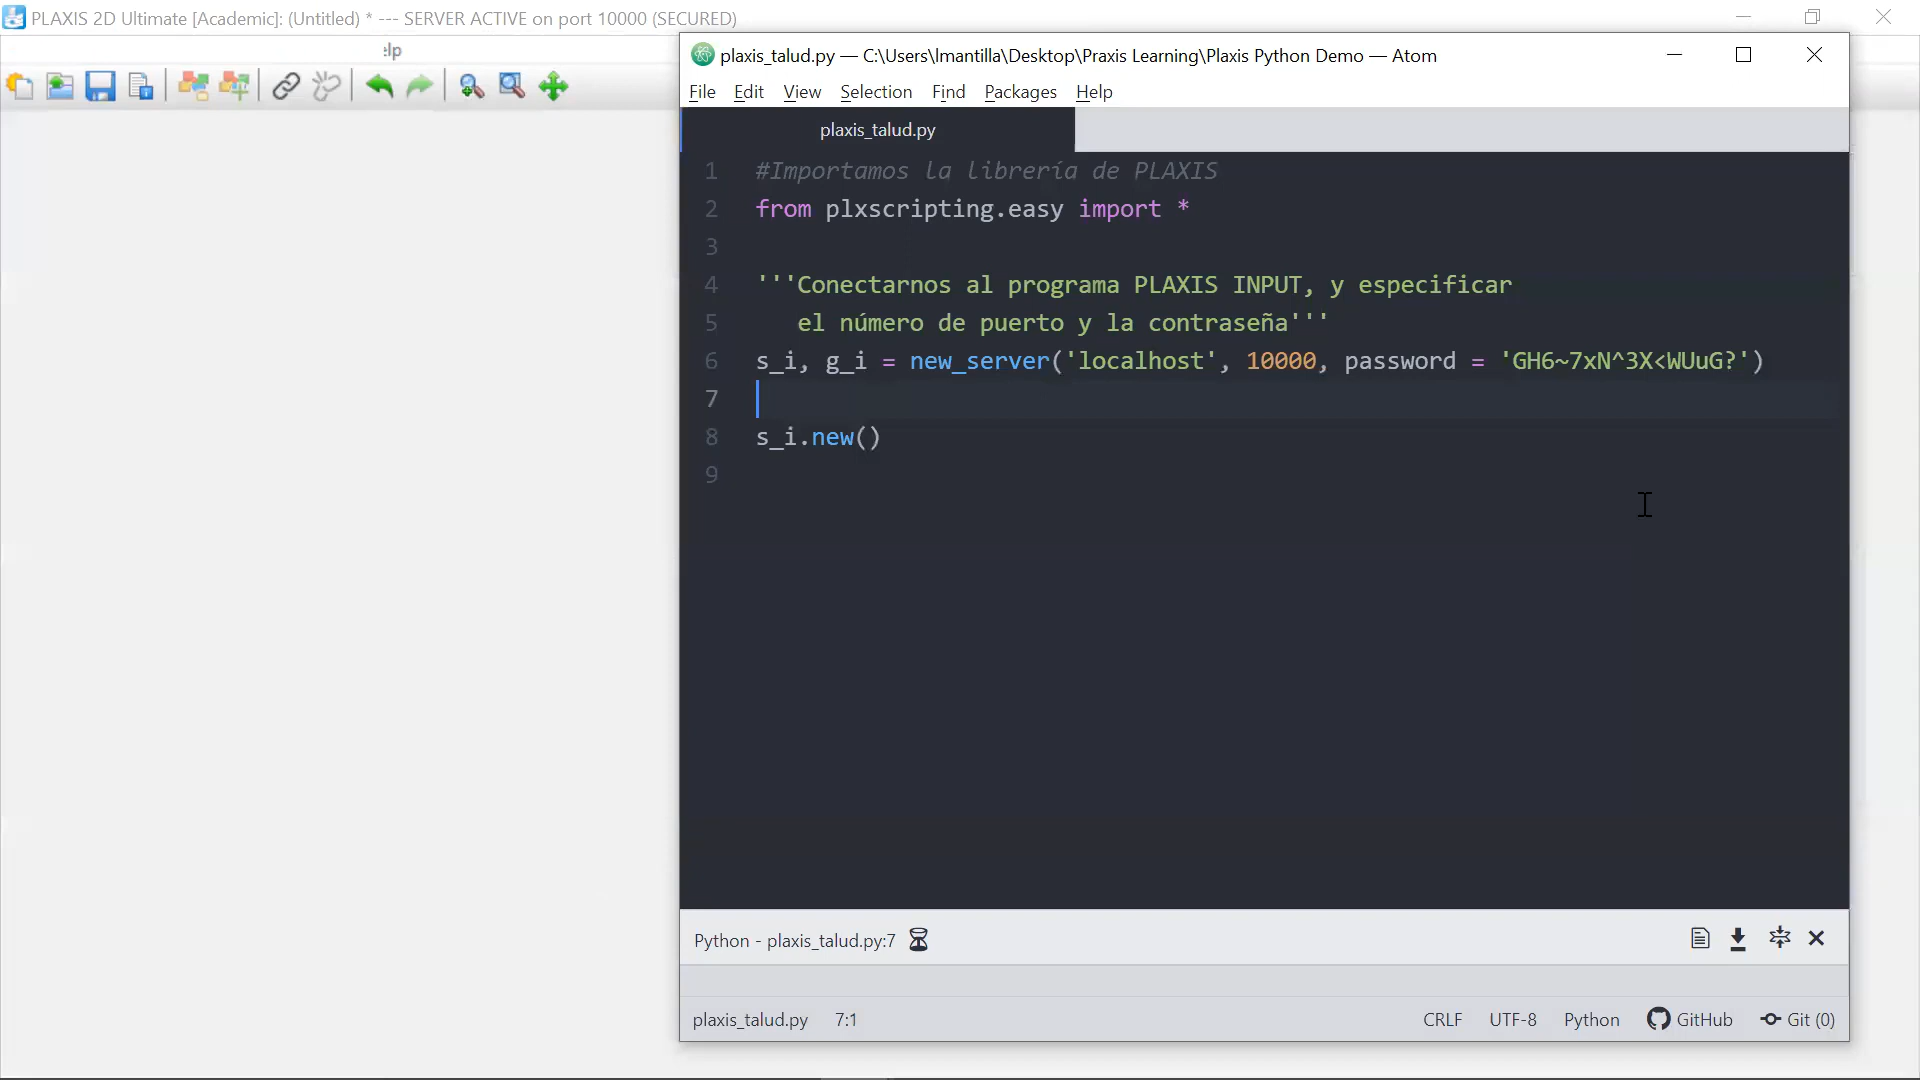 PLAXIS 2D Ultimate [Academic]: (Untitled) * --- SERVER ACTIVE on port 10000 (SECURED)
elp
plaxis_talud.py — C:\Users\lmantilla\Desktop\Praxis Learning\Plaxis Python Demo — Atom
File Edit View Selection Find Packages Help
plaxis_talud.py
1 #Importamos la librería de PLAXIS
2 from plxscripting.easy import *
3
4 '''Conectarnos al programa PLAXIS INPUT, y especificar
5 el número de puerto y la contraseña'''
6 s_i, g_i = new_server('localhost', 10000, password = 'GH6~7xN^3X<WUuG?')
7
8 s_i.new()
9
Python - plaxis_talud.py:7
plaxis_talud.py 7:1 CRLF UTF-8 Python GitHub Git (0)